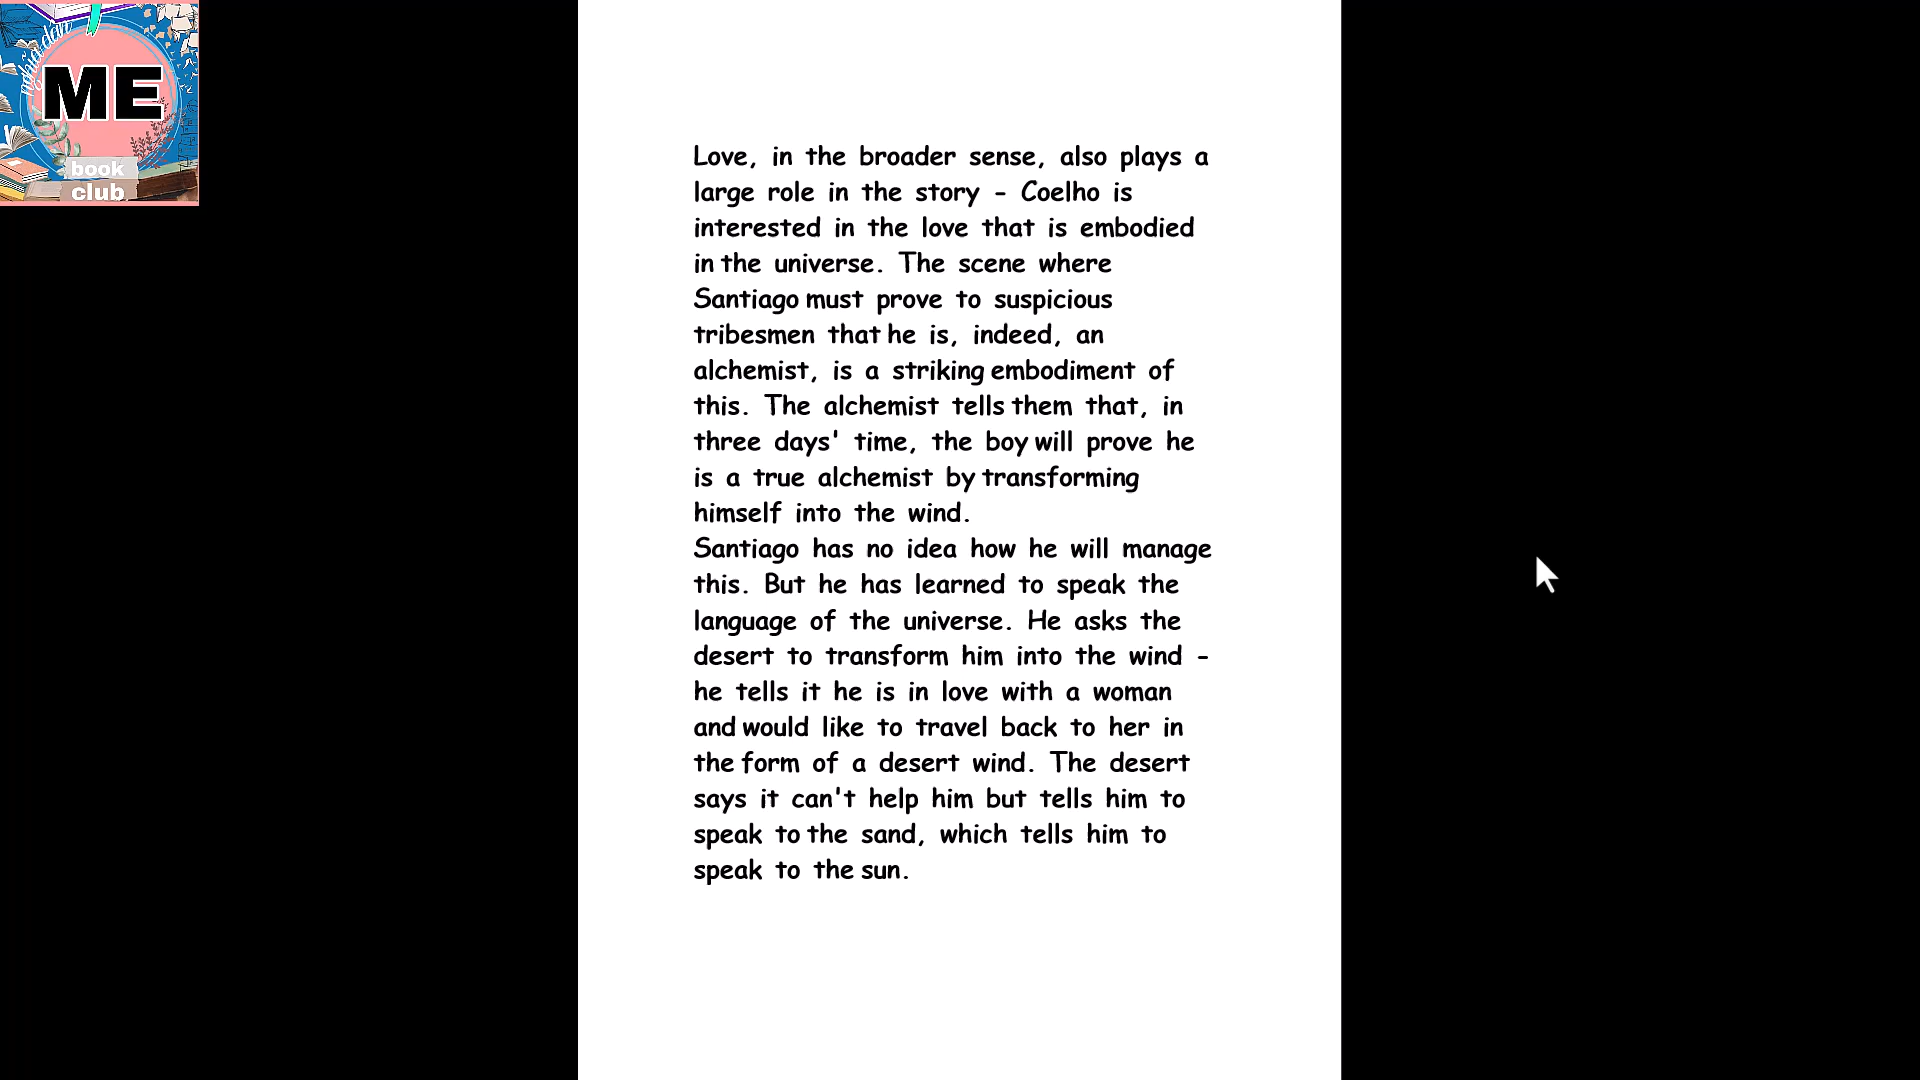 ME
book
club
Love, in the broader sense, also plays a
large role in the story - Coelho is
interested in the love that is embodied
in the universe. The scene where
Santiago must prove to suspicious
tribesmen that he is, indeed, an
alchemist, is a striking embodiment of
this. The alchemist tells them that, in
three days' time, the boy will prove he
is a true alchemist by transforming
himself into the wind.
Santiago has no idea how he will manage
this. But he has learned to speak the
language of the universe. He asks the
desert to transform him into the wind -
he tells it he is in love with a woman
and would like to travel back to her in
the form of a desert wind. The desert
says it can't help him but tells him to
speak to the sand, which tells him to
speak to the sun.